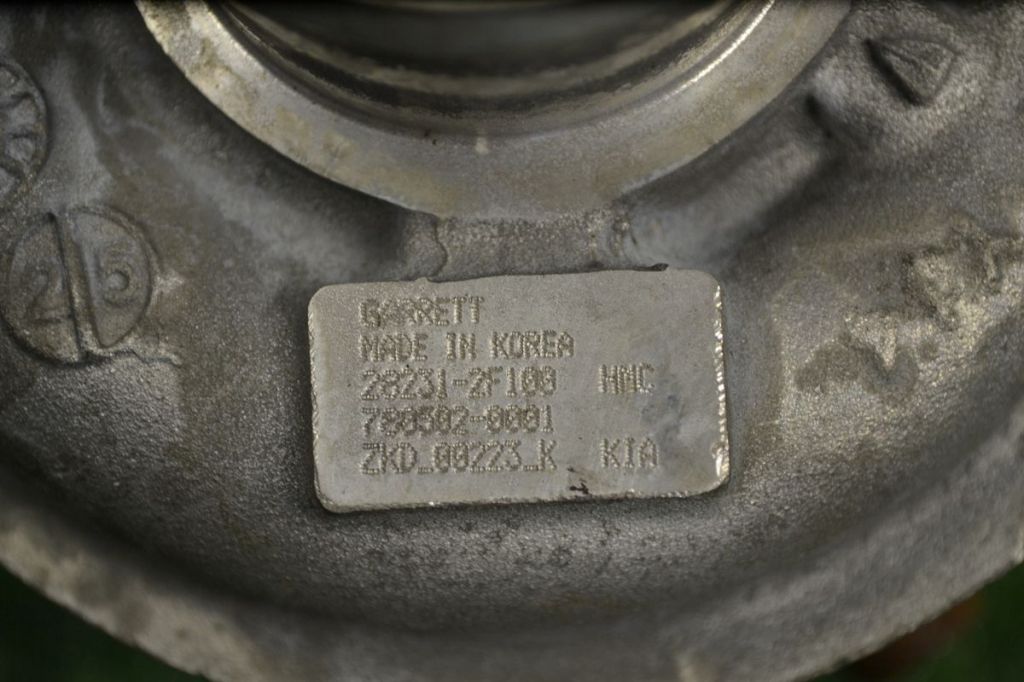 25
GARRETT
MADE IN KOREA
28231-2F100 HMC
780502-0001
ZKD_00223_K KIA